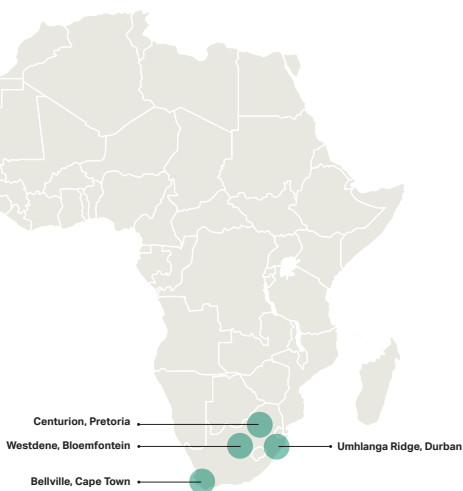 Centurion, Pretoria
Westdene, Bloemfontein
Umhlanga Ridge, Durban
Bellville, Cape Town